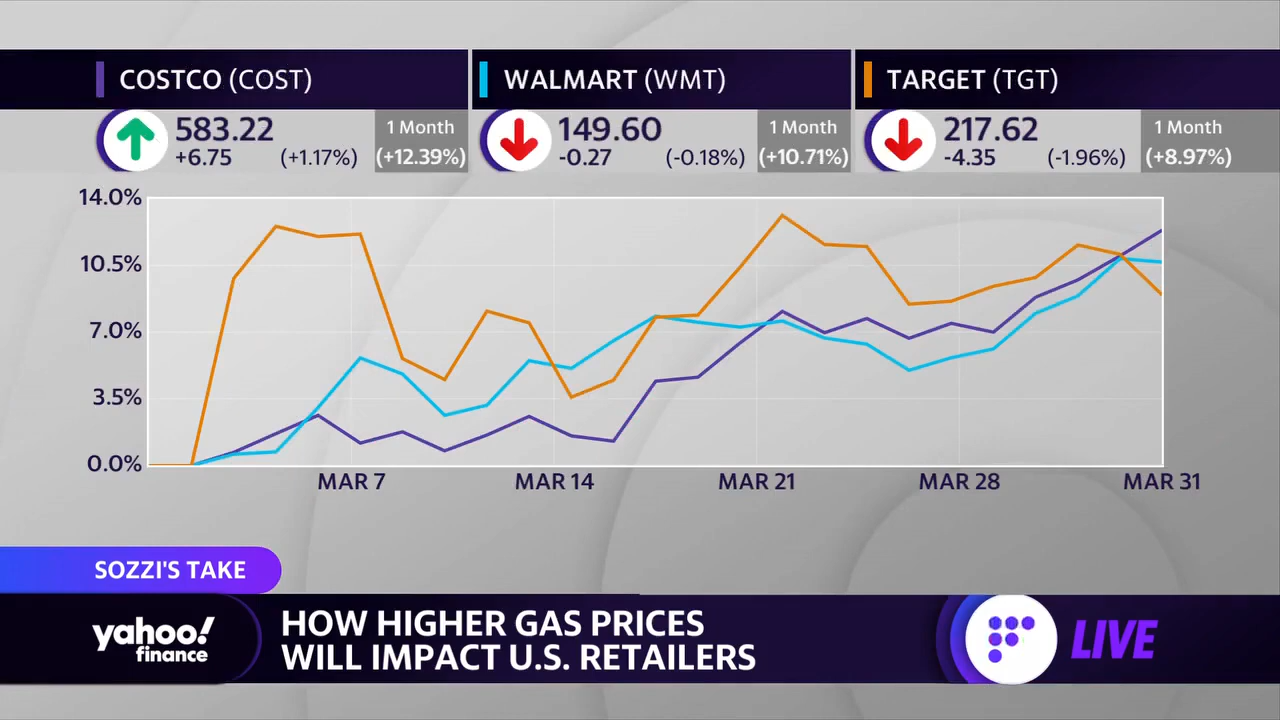 COSTCO (COST)
583.22
+6.75 (+1.17%)
1 Month
(+12.39%)
WALMART (WMT)
149.60
-0.27 (-0.18%)
1 Month
(+10.71%)
TARGET (TGT)
217.62
-4.35 (-1.96%)
1 Month
(+8.97%)
14.0%
10.5%
7.0%
3.5%
0.0%
MAR 7 MAR 14 MAR 21 MAR 28 MAR 31
SOZZI'S TAKE
yahoo!
finance
HOW HIGHER GAS PRICES
WILL IMPACT U.S. RETAILERS
LIVE